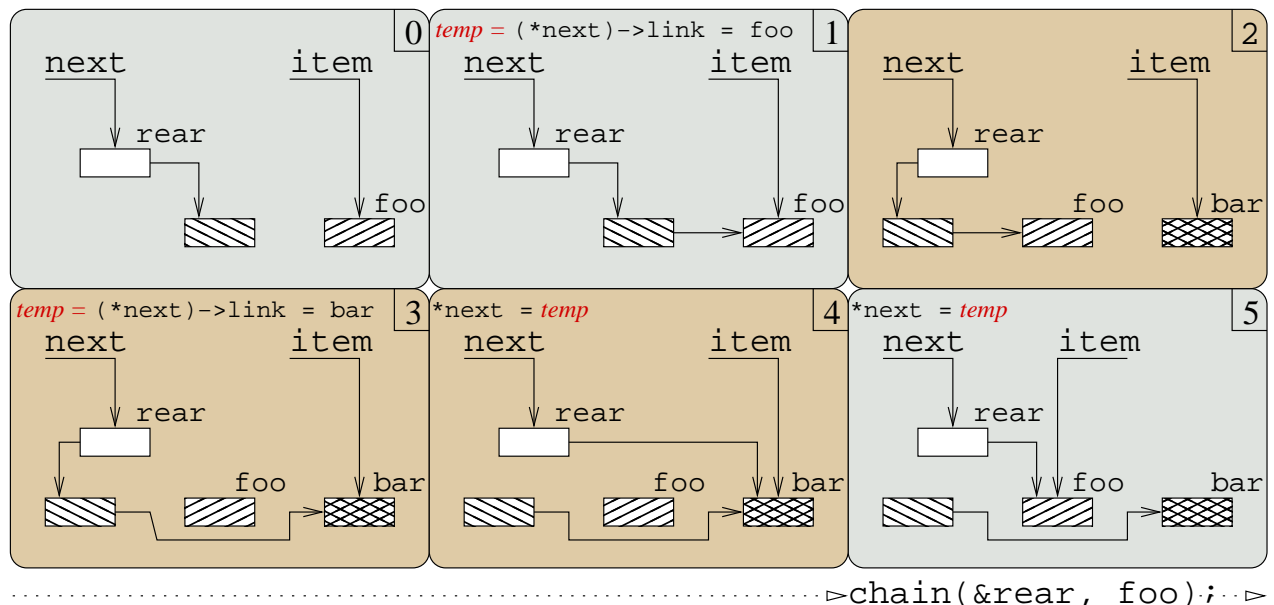 0
next item
rear
foo
temp = (*next)->link = foo 1
next item
rear
foo
2
next item
rear
foo bar
temp = (*next)->link = bar 3
next item
rear
foo bar
*next = temp 4
next item
rear
foo bar
*next = temp 5
next item
rear
foo bar
chain(&rear, foo);